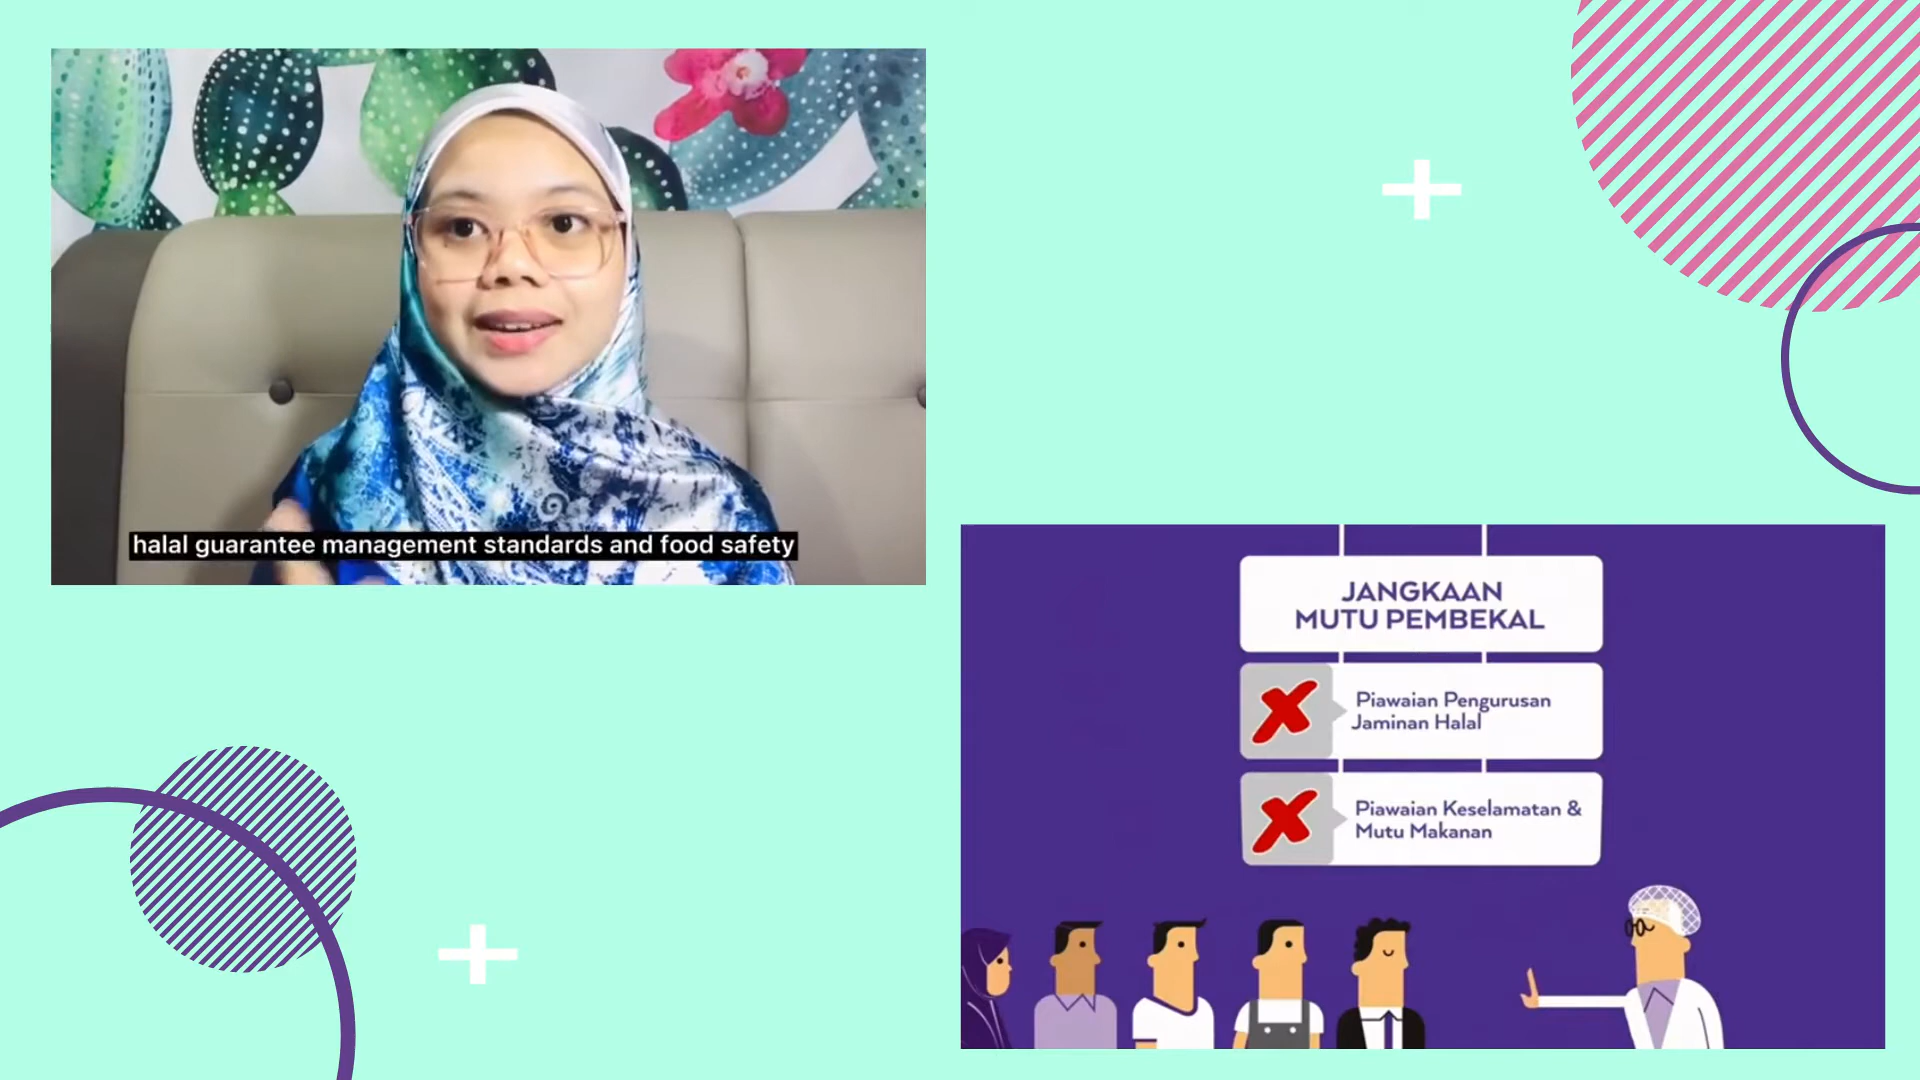 halal guarantee management standards and food safety
JANGKAAN
MUTU PEMBEKAL
Piawaian Pengurusan
Jaminan Halal
Piawaian Keselamatan &
Mutu Makanan